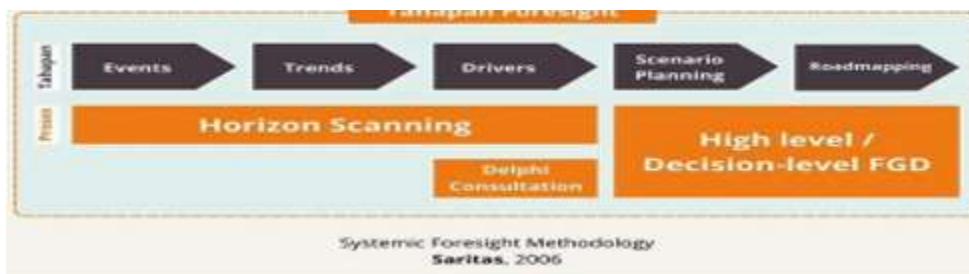 Tahapan Foresight
Tahapan
Events
Trends
Drivers
Scenario
Planning
Roadmapping
Proses
Horizon Scanning
High level /
Decision-level FGD
Delphi
Consultation
Systemic Foresight Methodology
Saritas, 2006